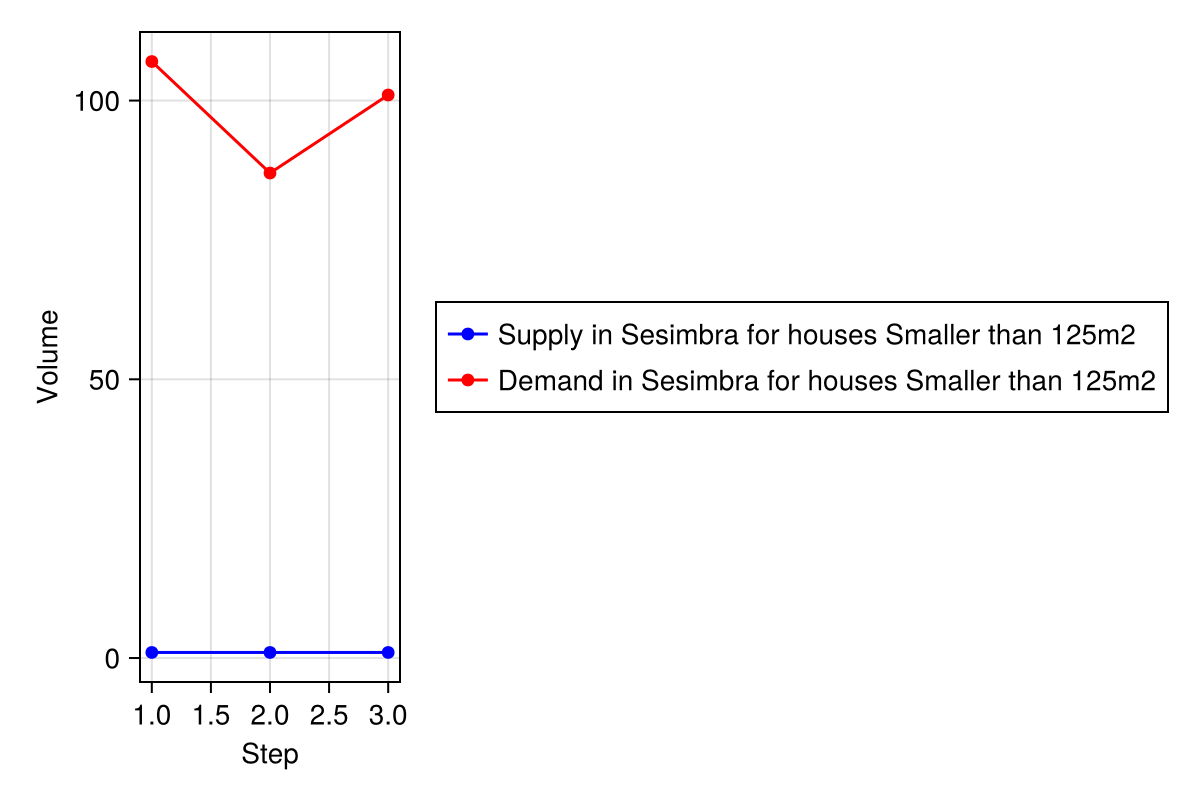 100
50
0
Volume
1.0 1.5 2.0 2.5 3.0
Step
Supply in Sesimbra for houses Smaller than 125m2
Demand in Sesimbra for houses Smaller than 125m2